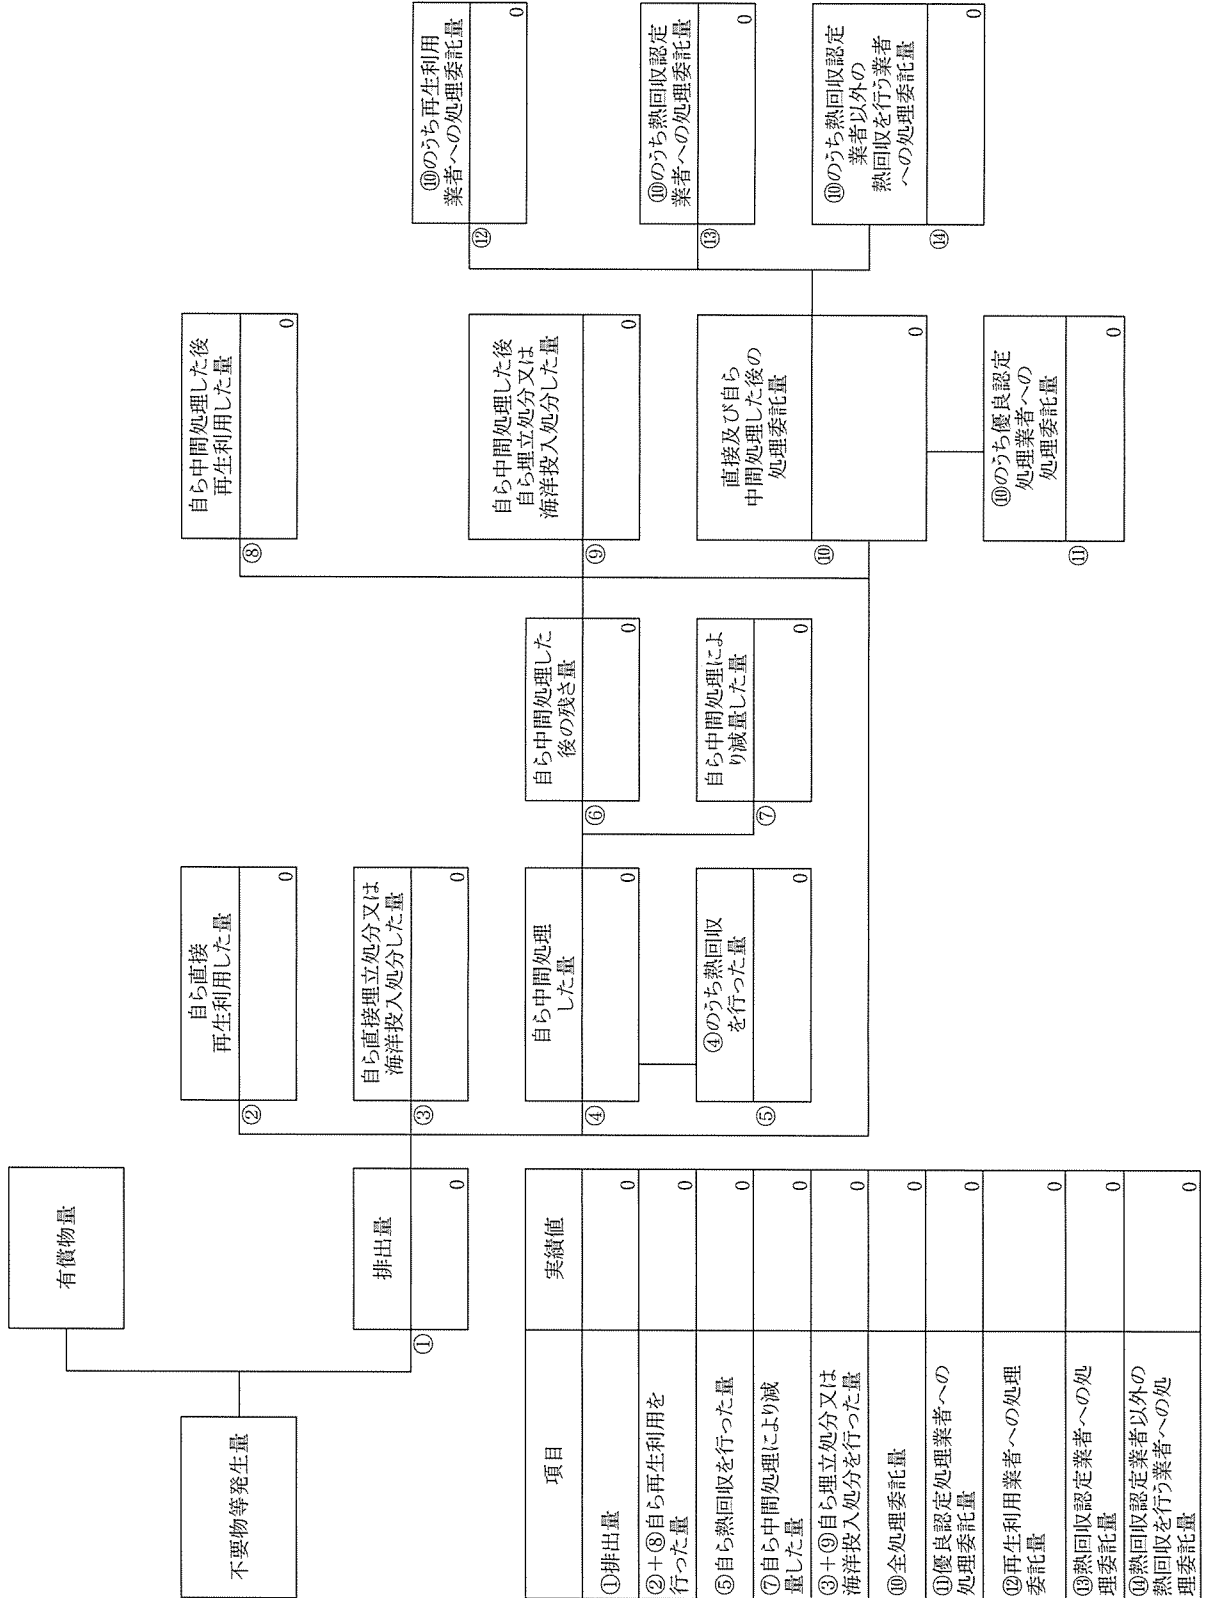 不要物等発生量
有償物量
①
排出量
0
②
自ら直接
再生利用した量
0
③
自ら直接埋立処分又は
海洋投入処分した量
0
④
自ら中間処理
した量
0
⑤
④のうち熱回収
を行った量
0
⑥
自ら中間処理した
後の残さ量
0
⑦
自ら中間処理によ
り減量した量
0
⑧
自ら中間処理した後
再生利用した量
0
⑨
自ら中間処理した後
自ら埋立処分又は
海洋投入処分した量
0
⑩
直接及び自ら
中間処理した後の
処理委託量
0
⑪
⑩のうち優良認定
処理業者への
処理委託量
0
⑫
⑩のうち再生利用
業者への処理委託量
0
⑬
⑩のうち熱回収認定
業者への処理委託量
0
⑭
⑩のうち熱回収認定
業者以外の
熱回収を行う業者
への処理委託量
0
項目 実績値
①排出量 0
②+⑧自ら再生利用を
行った量 0
⑤自ら熱回収を行った量 0
⑦自ら中間処理により減
量した量 0
③+⑨自ら埋立処分又は
海洋投入処分を行った量 0
⑩全処理委託量 0
⑪優良認定処理業者への
処理委託量 0
⑫再生利用業者への処理
委託量 0
⑬熱回収認定業者への処
理委託量 0
⑭熱回収認定業者以外の
熱回収を行う業者への処
理委託量 0